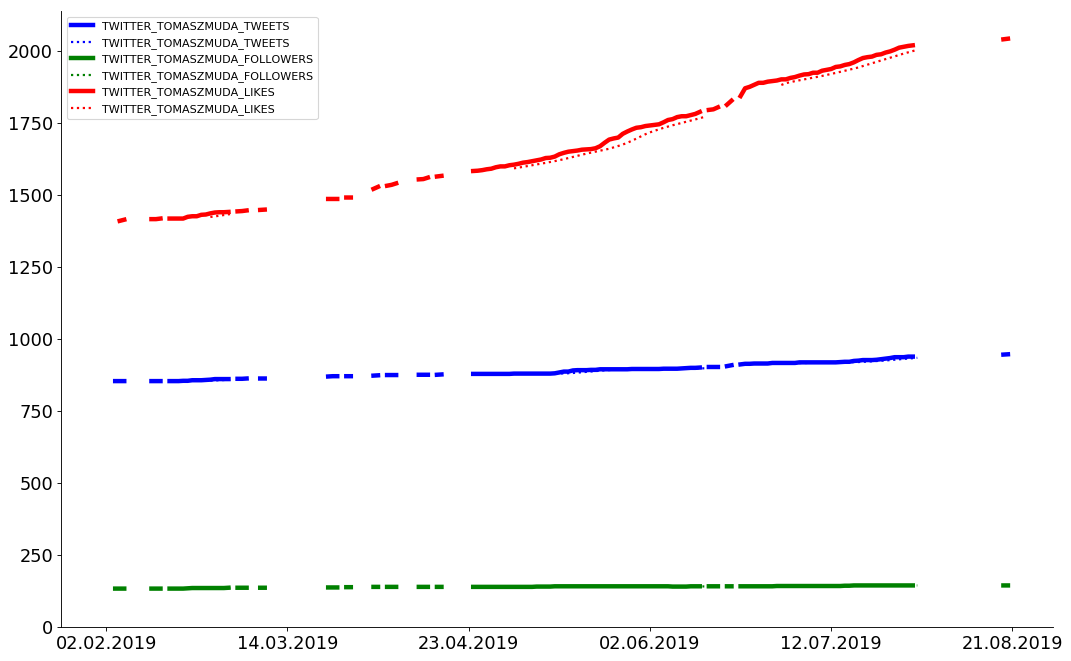 2000
1750
1500
1250
1000
750
500
250
0
TWITTER_TOMASZMUDA_TWEETS
TWITTER_TOMASZMUDA_TWEETS
TWITTER_TOMASZMUDA_FOLLOWERS
TWITTER_TOMASZMUDA_FOLLOWERS
TWITTER_TOMASZMUDA_LIKES
TWITTER_TOMASZMUDA_LIKES
02.02.2019 14.03.2019 23.04.2019 02.06.2019 12.07.2019 21.08.2019